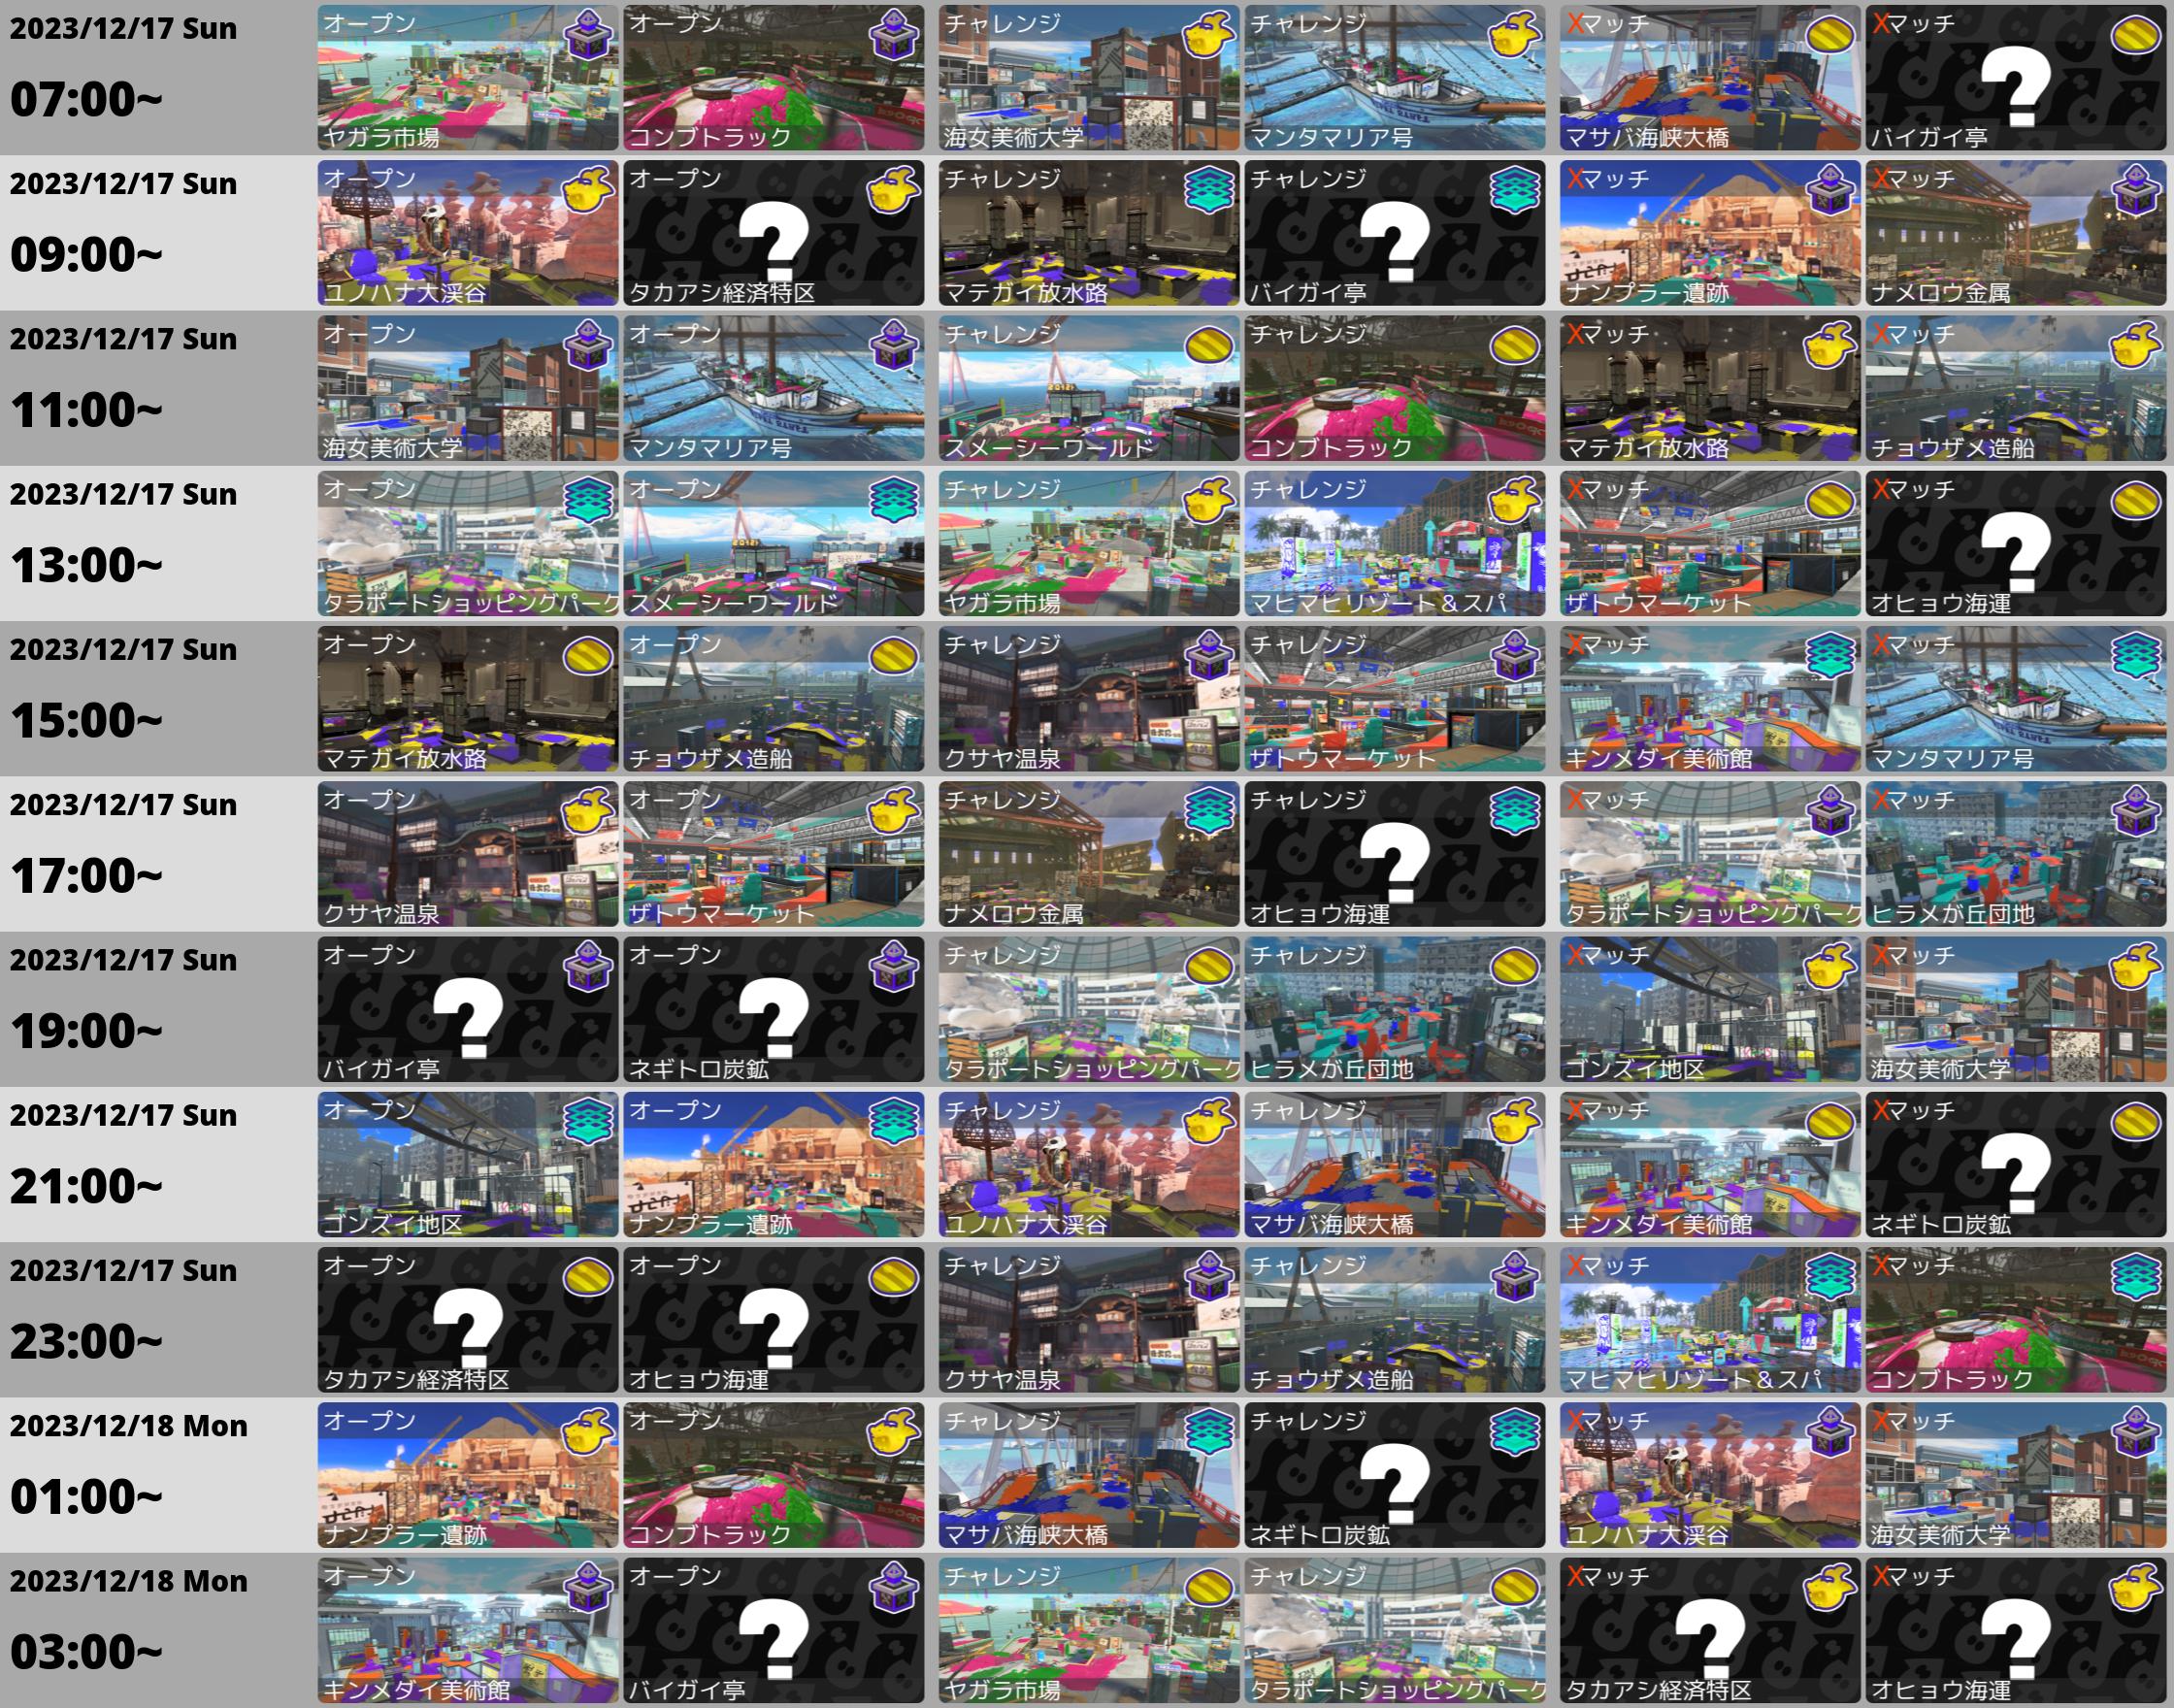 2023/12/17 Sun
07:00~
オープン ヤガラ市場
オープン コンブトラック
チャレンジ 海女美術大学
チャレンジ マンタマリア号
Xマッチ マサバ海峡大橋
Xマッチ バイガイ亭
2023/12/17 Sun
09:00~
オープン ユノハナ大渓谷
オープン タカアシ経済特区
チャレンジ マテガイ放水路
チャレンジ バイガイ亭
Xマッチ ナンプラー遺跡
Xマッチ ナメロウ金属
2023/12/17 Sun
11:00~
オープン 海女美術大学
オープン マンタマリア号
チャレンジ スメーシーワールド
チャレンジ コンブトラック
Xマッチ マテガイ放水路
Xマッチ チョウザメ造船
2023/12/17 Sun
13:00~
オープン タラポートショッピングパーク
オープン スメーシーワールド
チャレンジ ヤガラ市場
チャレンジ マヒマヒリゾート&スパ
Xマッチ ザトウマーケット
Xマッチ オヒョウ海運
2023/12/17 Sun
15:00~
オープン マテガイ放水路
オープン チョウザメ造船
チャレンジ クサヤ温泉
チャレンジ ザトウマーケット
Xマッチ キンメダイ美術館
Xマッチ マンタマリア号
2023/12/17 Sun
17:00~
オープン クサヤ温泉
オープン ザトウマーケット
チャレンジ ナメロウ金属
チャレンジ オヒョウ海運
Xマッチ タラポートショッピングパーク
Xマッチ ヒラメが丘団地
2023/12/17 Sun
19:00~
オープン バイガイ亭
オープン ネギトロ炭鉱
チャレンジ タラポートショッピングパーク
チャレンジ ヒラメが丘団地
Xマッチ ゴンズイ地区
Xマッチ 海女美術大学
2023/12/17 Sun
21:00~
オープン ゴンズイ地区
オープン ナンプラー遺跡
チャレンジ ユノハナ大渓谷
チャレンジ マサバ海峡大橋
Xマッチ キンメダイ美術館
Xマッチ ネギトロ炭鉱
2023/12/17 Sun
23:00~
オープン タカアシ経済特区
オープン オヒョウ海運
チャレンジ クサヤ温泉
チャレンジ チョウザメ造船
Xマッチ マヒマヒリゾート&スパ
Xマッチ コンブトラック
2023/12/18 Mon
01:00~
オープン ナンプラー遺跡
オープン コンブトラック
チャレンジ マサバ海峡大橋
チャレンジ ネギトロ炭鉱
Xマッチ ユノハナ大渓谷
Xマッチ 海女美術大学
2023/12/18 Mon
03:00~
オープン キンメダイ美術館
オープン バイガイ亭
チャレンジ ヤガラ市場
チャレンジ タラポートショッピングパーク
Xマッチ タカアシ経済特区
Xマッチ オヒョウ海運